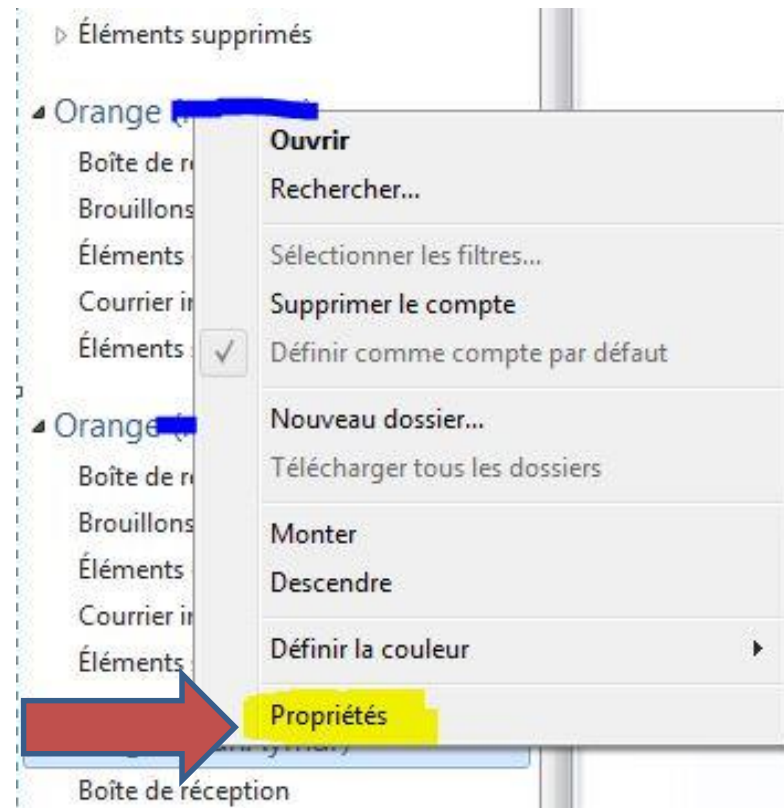 Éléments supprimés
Orange
Boîte de
Brouillons
Éléments
Courrier
Éléments
Ouvrir
Rechercher...
Sélectionner les filtres...
Supprimer le compte
Définir comme compte par défaut
Nouveau dossier...
Télécharger tous les dossiers
Monter
Descendre
Définir la couleur
Propriétés
Orange
Boîte de
Brouillons
Éléments
Courrier
Éléments
Boîte de réception